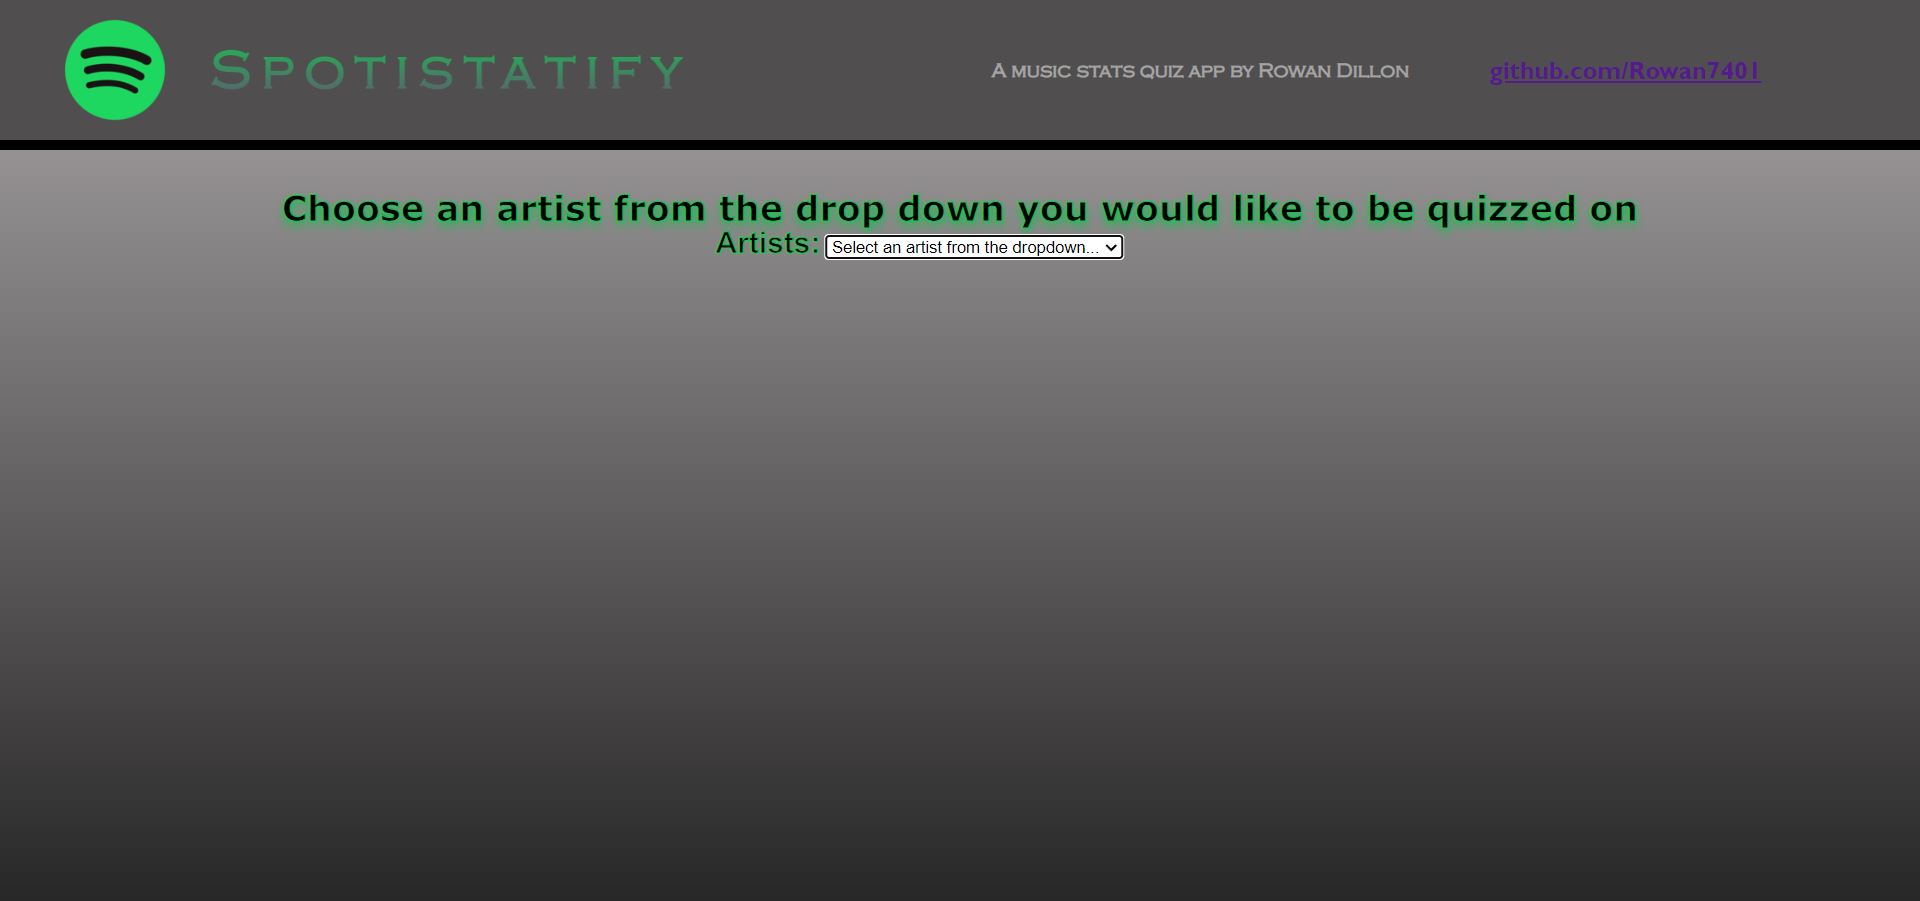 Spotistatify
A music stats quiz app by Rowan Dillon
github.com/Rowan7401
Choose an artist from the drop down you would like to be quizzed on
Artists: Select an artist from the dropdown...